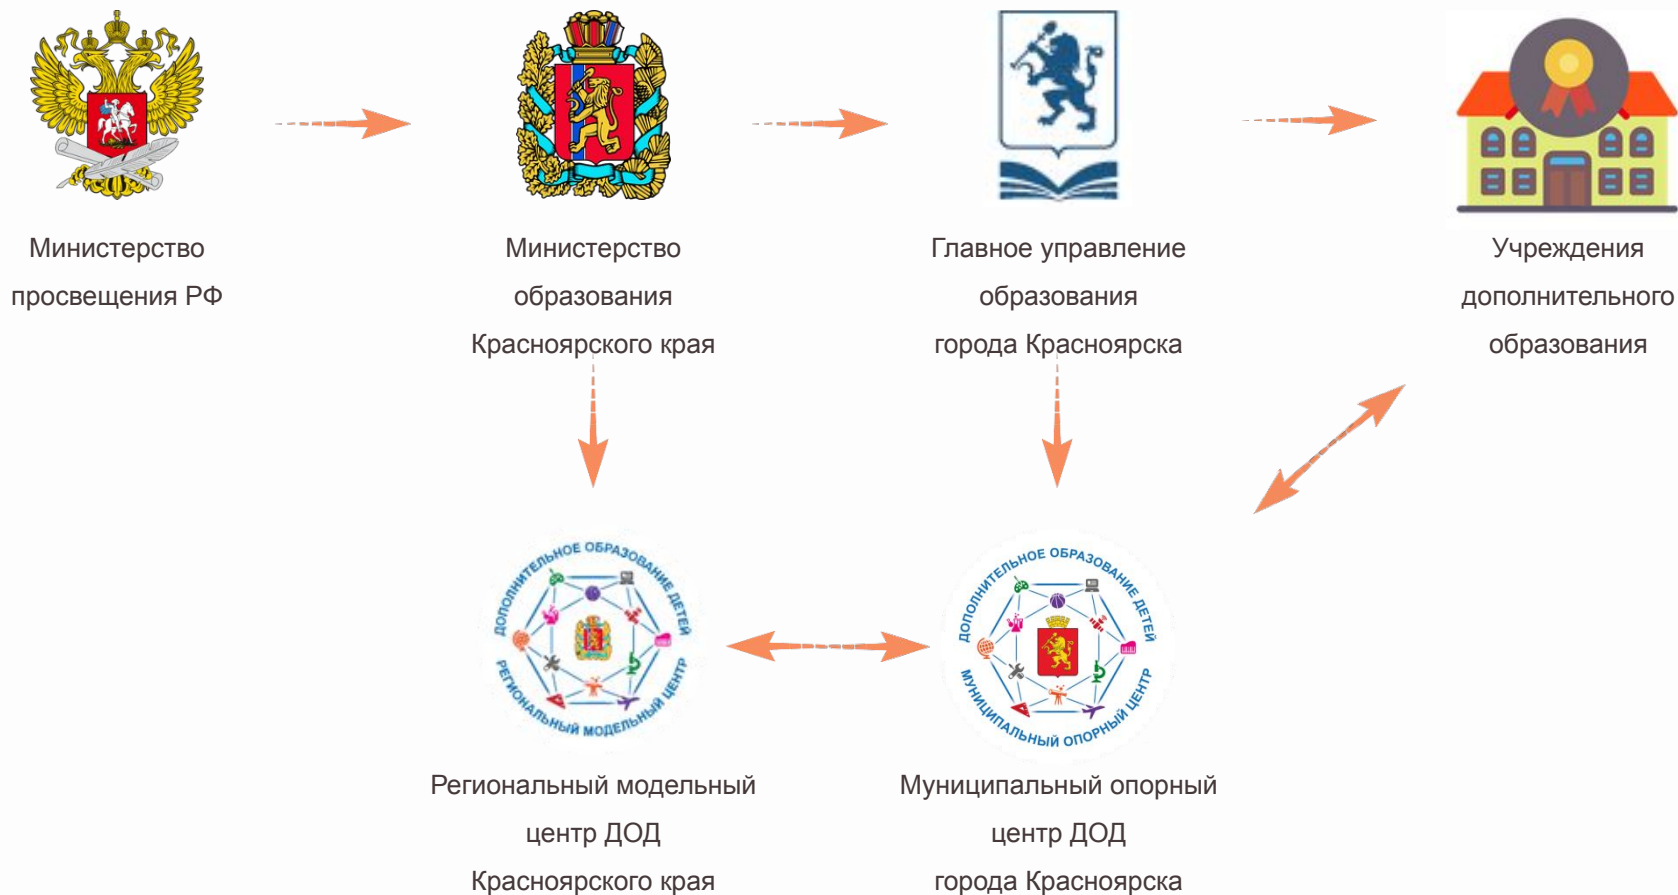 Министерство
просвещения РФ
Министерство
образования
Красноярского края
Главное управление
образования
города Красноярска
Учреждения
дополнительного
образования
ДОПОЛНИТЕЛЬНОЕ ОБРАЗОВАНИЕ ДЕТЕЙ
РЕГИОНАЛЬНЫЙ МОДЕЛЬНЫЙ ЦЕНТР
ДОПОЛНИТЕЛЬНОЕ ОБРАЗОВАНИЕ ДЕТЕЙ
МУНИЦИПАЛЬНЫЙ ОПОРНЫЙ ЦЕНТР
Региональный модельный
центр ДОД
Красноярского края
Муниципальный опорный
центр ДОД
города Красноярска